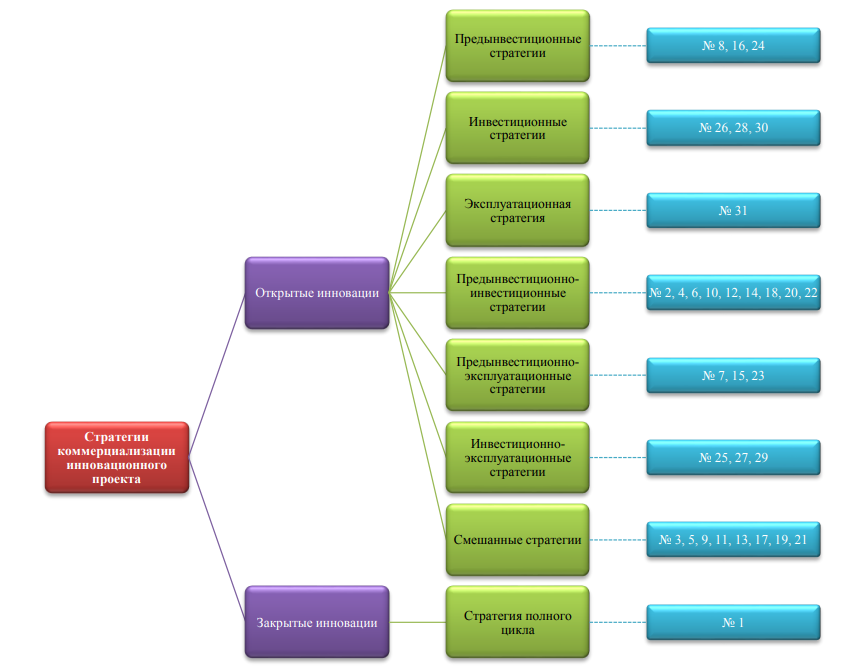 Предынвестиционные
стратегии
№ 8, 16, 24
Инвестиционные
стратегии
№ 26, 28, 30
Эксплуатационная
стратегия
№ 31
Открытые инновации
Предынвестиционно-
инвестиционные
стратегии
№ 2, 4, 6, 10, 12, 14, 18, 20, 22
Предынвестиционно-
эксплуатационные
стратегии
№ 7, 15, 23
Стратегии
коммерциализации
инновационного
проекта
Инвестиционно-
эксплуатационные
стратегии
№ 25, 27, 29
Смешанные стратегии
№ 3, 5, 9, 11, 13, 17, 19, 21
Закрытые инновации
Стратегия полного
цикла
№ 1